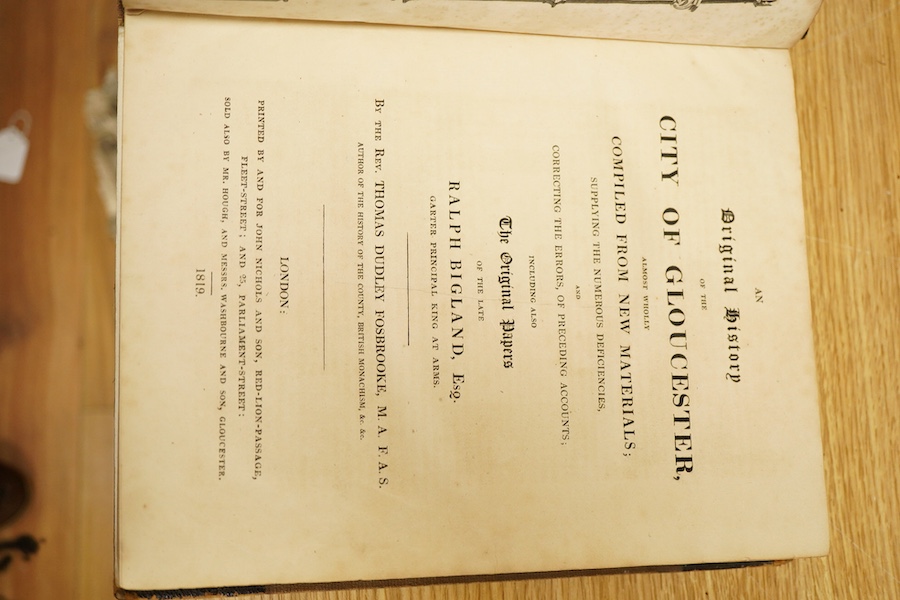 AN
Original History
OF THE
CITY OF GLOUCESTER,
ALMOST WHOLLY
COMPILED FROM NEW MATERIALS;
SUPPLYING THE NUMEROUS DEFICIENCIES,
AND
CORRECTING THE ERRORS, OF PRECEDING ACCOUNTS;
INCLUDING ALSO
The Original Papers
OF THE LATE
RALPH BIGLAND, Esq.
GARTER PRINCIPAL KING AT ARMS.
By the Rev. THOMAS DUDLEY FOSBROOKE, M. A. F. A. S.
AUTHOR OF THE HISTORY OF THE COUNTY, BRITISH MONACHISM, &c. &c.
LONDON:
PRINTED BY AND FOR JOHN NICHOLS AND SON, RED-LION-PASSAGE,
FLEET-STREET; AND 25, PARLIAMENT-STREET:
SOLD ALSO BY MR. HOUGH, AND MESSRS. WASHBOURNE AND SON, GLOUCESTER.
1819.